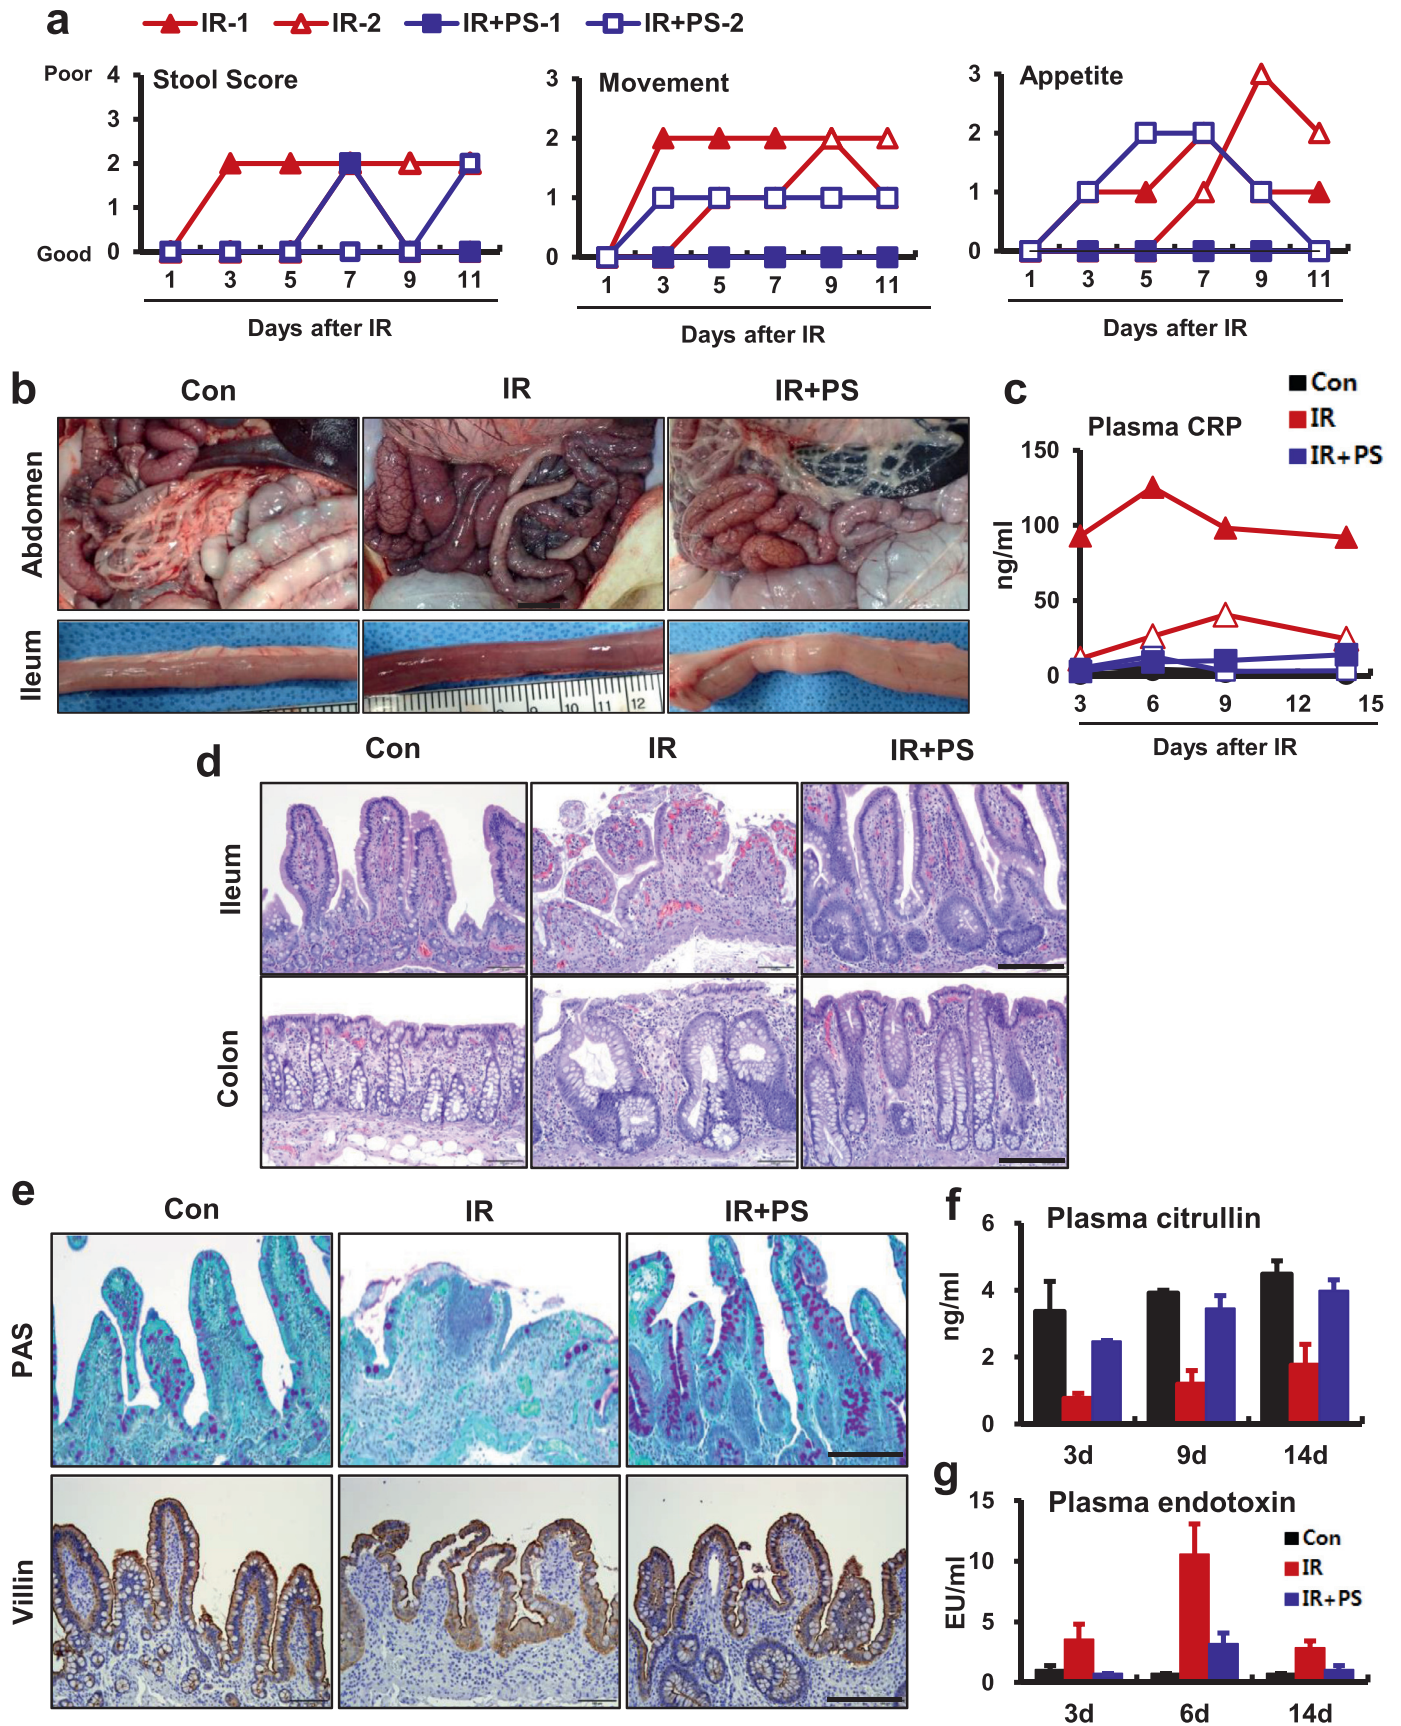 a
IR-1 IR-2 IR+PS-1 IR+PS-2
Poor 4 Stool Score
3
2
1
Good 0
1 3 5 7 9 11
Days after IR
3 Movement
2
1
0
1 3 5 7 9 11
Days after IR
3 Appetite
2
1
0
1 3 5 7 9 11
Days after IR
b
Con IR IR+PS
Abdomen
Ileum
10 11 12
c
Con
IR
IR+PS
Plasma CRP
150
100
50
0
ng/ml
3 6 9 12 15
Days after IR
d
Con IR IR+PS
Ileum
Colon
e
Con IR IR+PS
PAS
Villin
f
Plasma citrullin
6
4
2
0
ng/ml
3d 9d 14d
g
Plasma endotoxin
15
10
5
0
EU/ml
Con
IR
IR+PS
3d 6d 14d